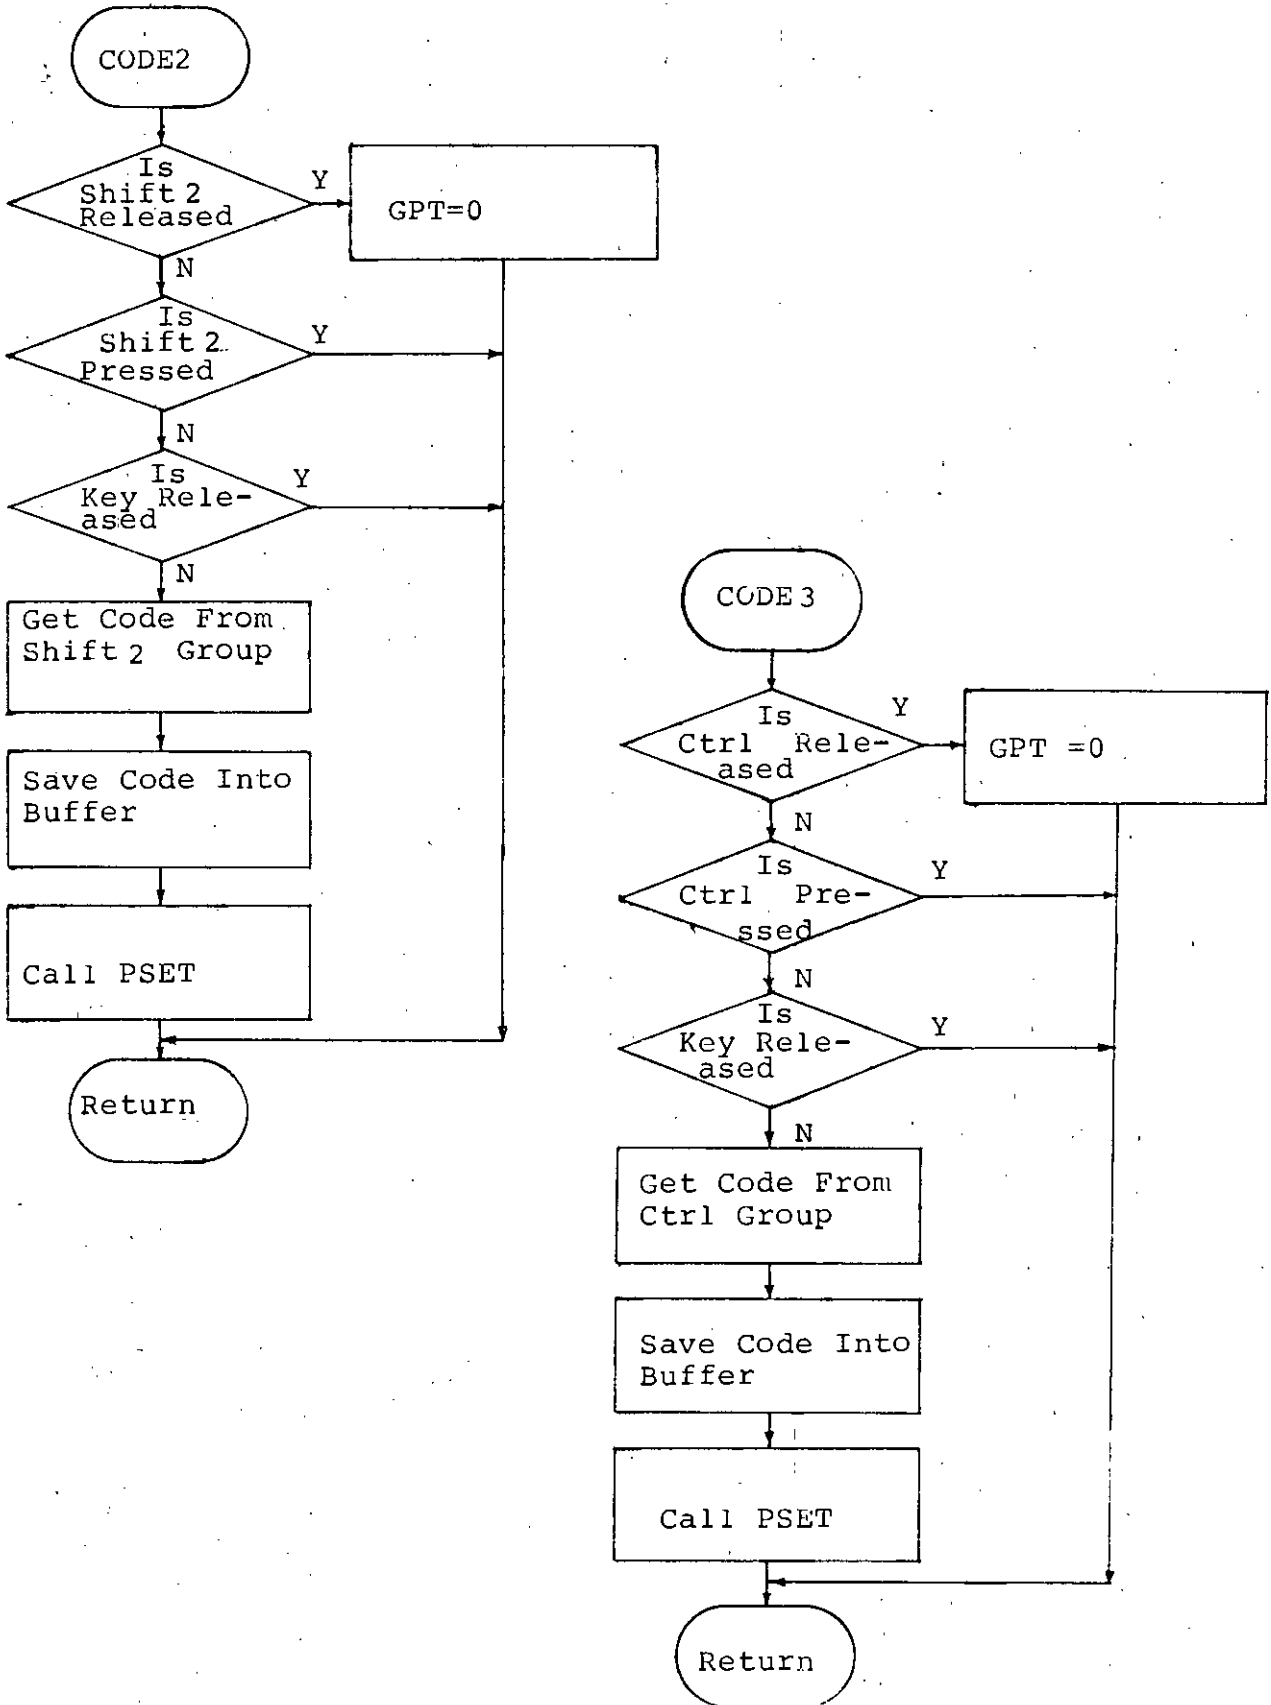 CODE2
Is
Shift 2
Released
Y
GPT=0
N
Is
Shift 2
Pressed
Y
N
Is
Key Rele-
ased
Y
N
Get Code From
Shift 2 Group
Save Code Into
Buffer
Call PSET
Return
CODE 3
Is
Ctrl Rele-
ased
Y
GPT =0
N
Is
Ctrl Pre-
ssed
Y
N
Is
Key Rele-
ased
Y
N
Get Code From
Ctrl Group
Save Code Into
Buffer
Call PSET
Return